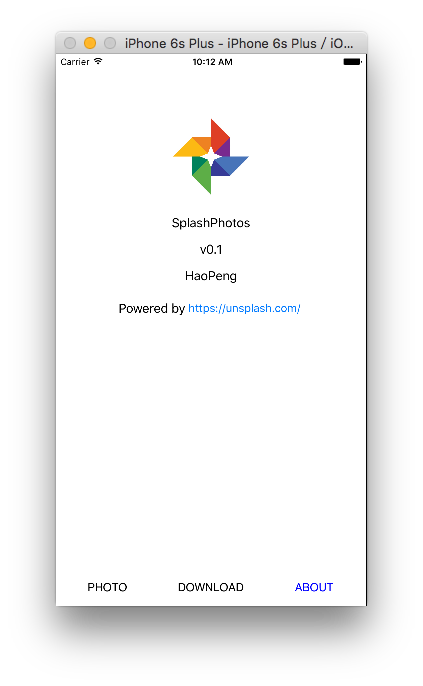 iPhone 6s Plus - iPhone 6s Plus / iO...
Carrier 10:12 AM
SplashPhotos
v0.1
HaoPeng
Powered by https://unsplash.com/
PHOTO DOWNLOAD ABOUT